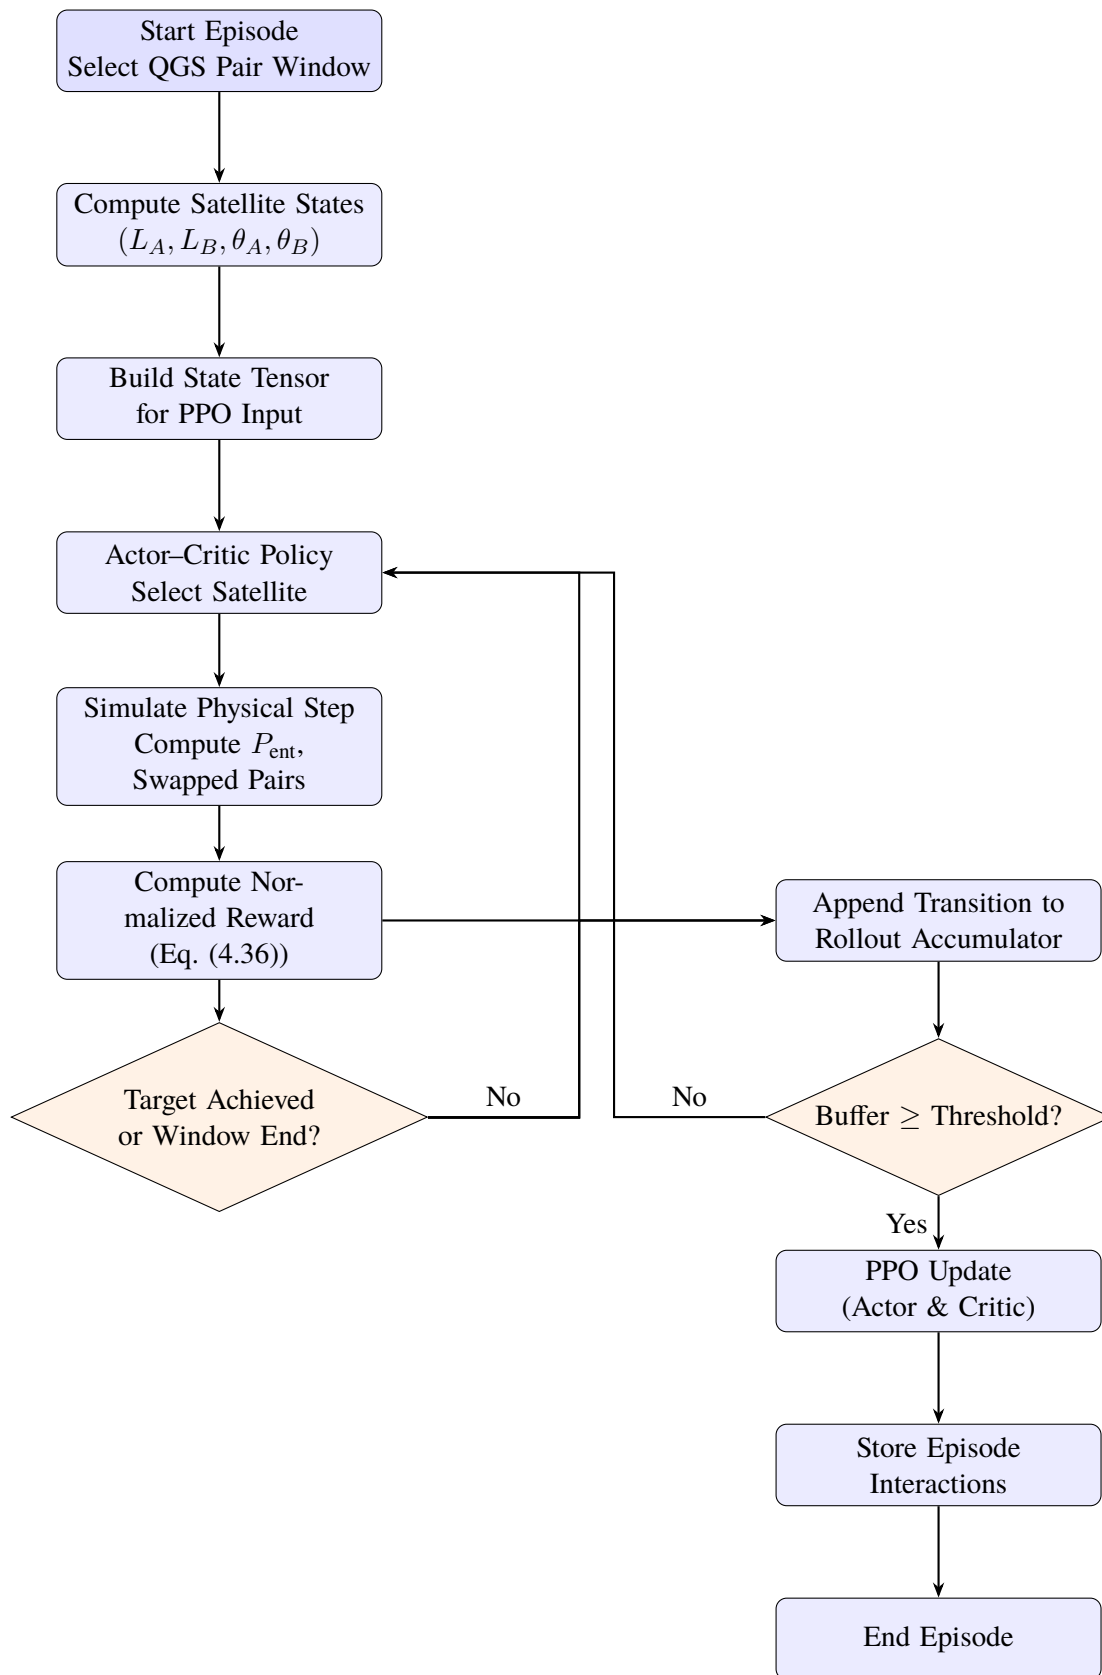 Start Episode
Select QGS Pair Window
Compute Satellite States
(L_A, L_B, θ_A, θ_B)
Build State Tensor
for PPO Input
Actor–Critic Policy
Select Satellite
Simulate Physical Step
Compute P_ent,
Swapped Pairs
Compute Nor-
malized Reward
(Eq. (4.36))
Target Achieved
or Window End?
No
Append Transition to
Rollout Accumulator
No
Buffer ≥ Threshold?
Yes
PPO Update
(Actor & Critic)
Store Episode
Interactions
End Episode